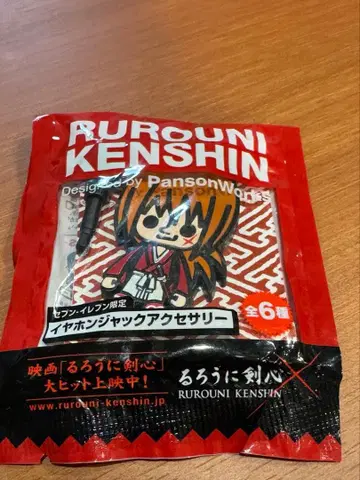 RUROUNI
KENSHIN
Designed by PansonWorks
セブン-イレブン限定
イヤホンジャックアクセサリー
全6種
映画「るろうに剣心」
大ヒット上映中！
www.rurouni-kenshin.jp
るろうに剣心
RUROUNI KENSHIN